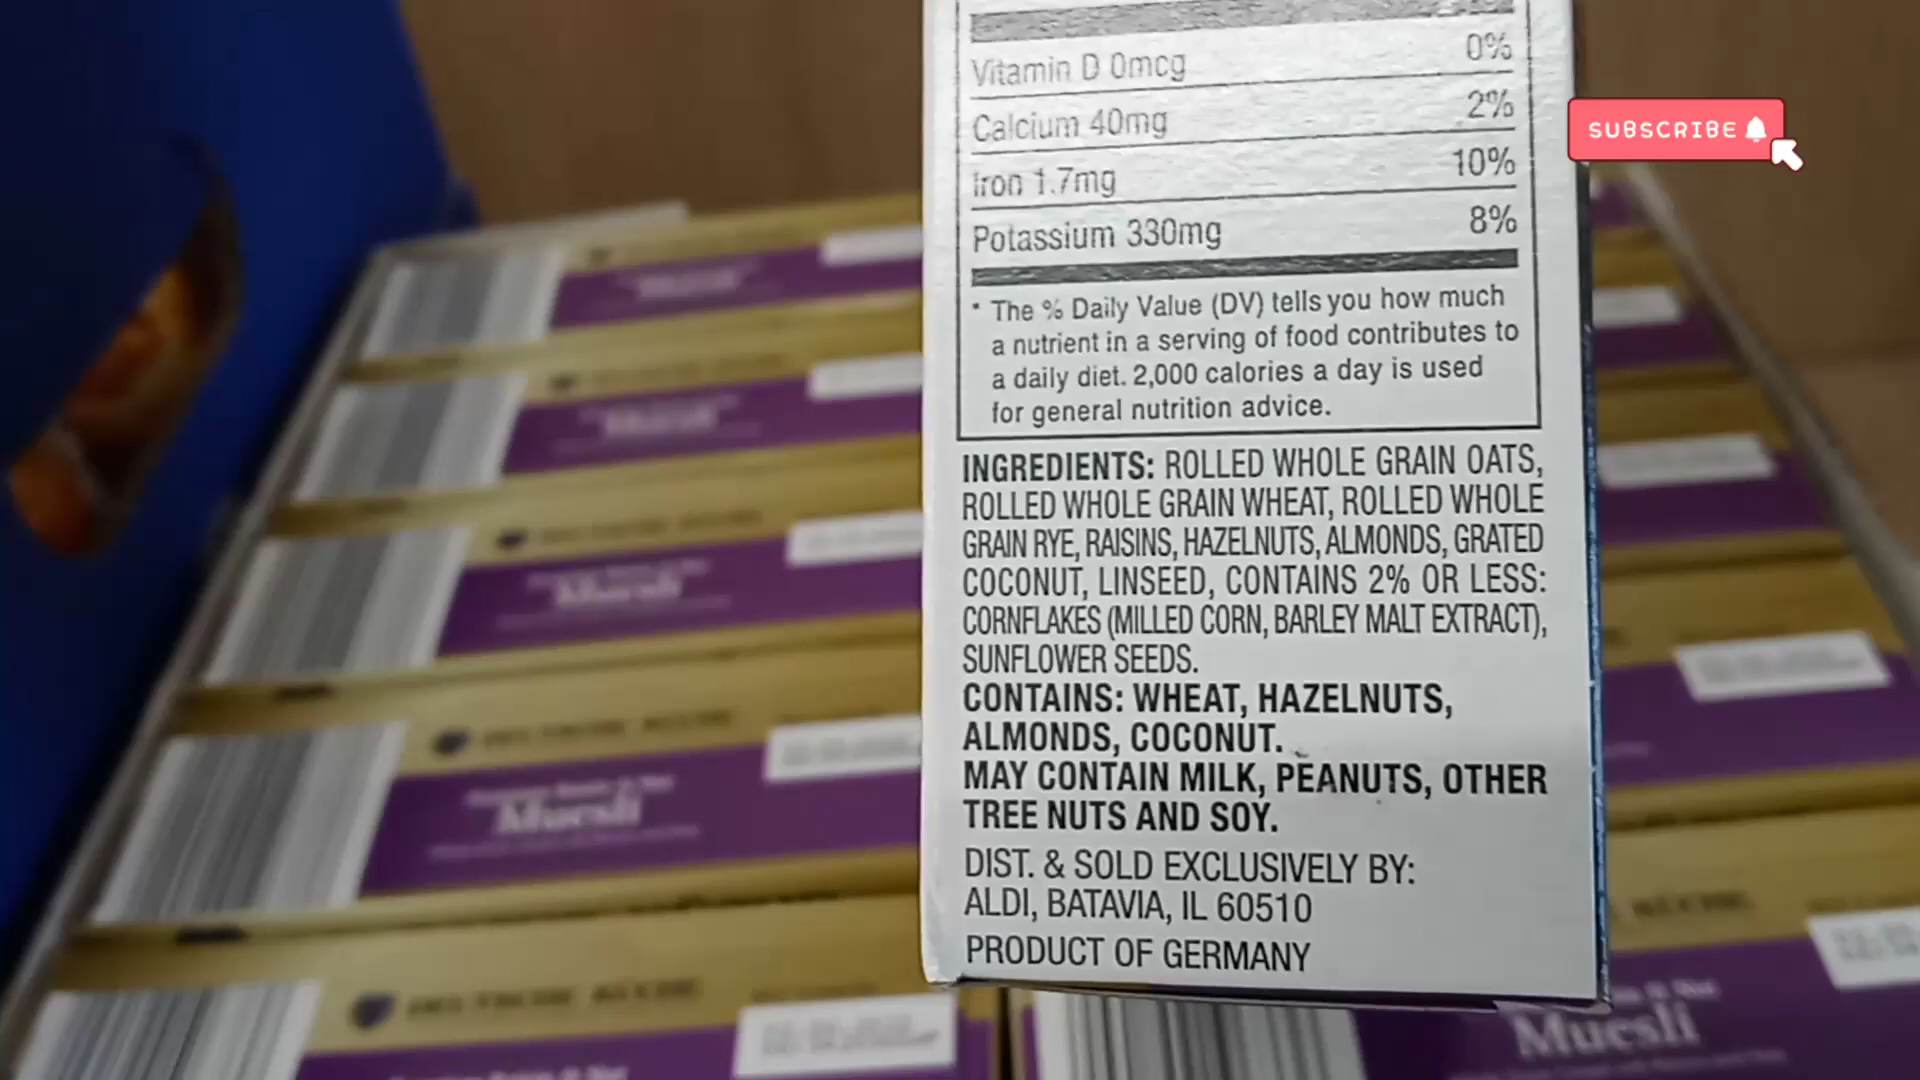 Vitamin D 0mcg 0%
Calcium 40mg 2%
Iron 1.7mg 10%
Potassium 330mg 8%
* The % Daily Value (DV) tells you how much
a nutrient in a serving of food contributes to
a daily diet. 2,000 calories a day is used
for general nutrition advice.
INGREDIENTS: ROLLED WHOLE GRAIN OATS,
ROLLED WHOLE GRAIN WHEAT, ROLLED WHOLE
GRAIN RYE, RAISINS, HAZELNUTS, ALMONDS, GRATED
COCONUT, LINSEED, CONTAINS 2% OR LESS:
CORNFLAKES (MILLED CORN, BARLEY MALT EXTRACT),
SUNFLOWER SEEDS.
CONTAINS: WHEAT, HAZELNUTS,
ALMONDS, COCONUT.
MAY CONTAIN MILK, PEANUTS, OTHER
TREE NUTS AND SOY.
DIST. & SOLD EXCLUSIVELY BY:
ALDI, BATAVIA, IL 60510
PRODUCT OF GERMANY
SUBSCRIBE
Muesli
Muesli
Muesli
Muesli
Muesli